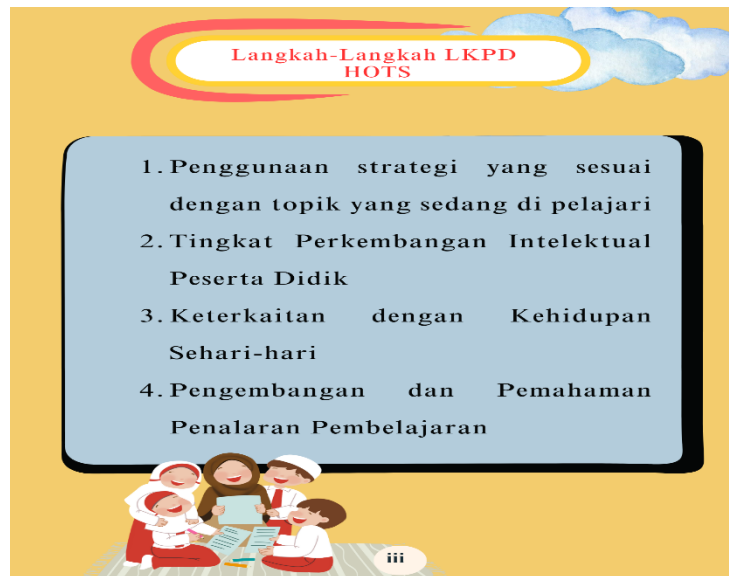 Langkah-Langkah LKPD
HOTS
1. Penggunaan strategi yang sesuai
dengan topik yang sedang di pelajari
2. Tingkat Perkembangan Intelektual
Peserta Didik
3. Keterkaitan dengan Kehidupan
Sehari-hari
4. Pengembangan dan Pemahaman
Penalaran Pembelajaran
iii